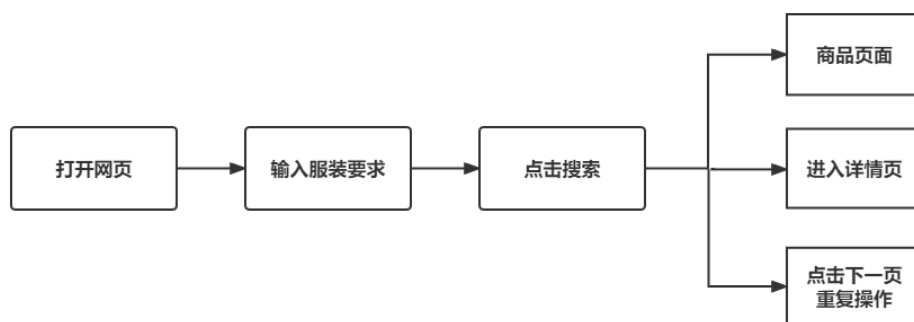 打开网页
输入服装要求
点击搜索
商品页面
进入详情页
点击下一页
重复操作